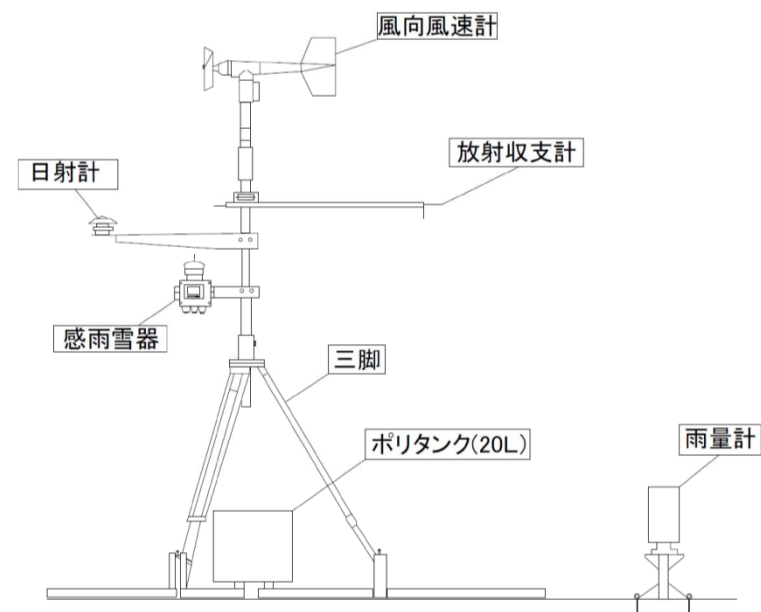 風向風速計
放射収支計
日射計
感雨雪器
三脚
ポリタンク(20L)
雨量計